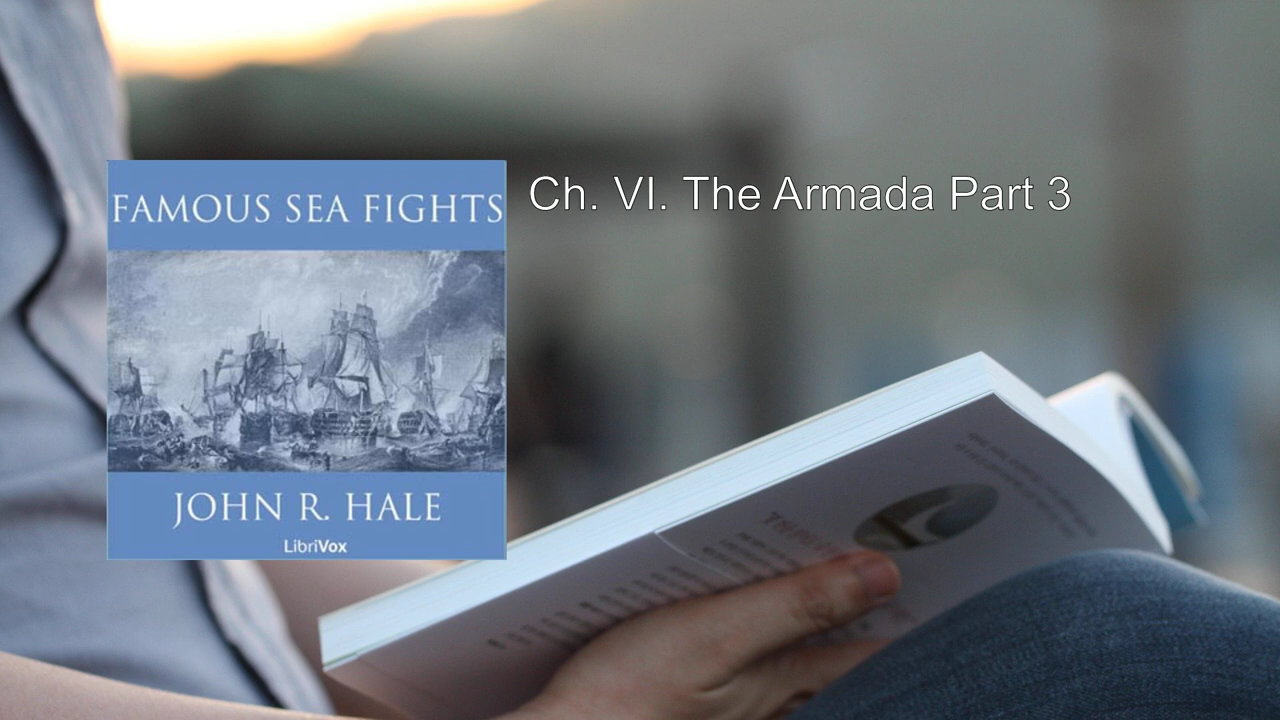 FAMOUS SEA FIGHTS
JOHN R. HALE
LibriVox
Ch. VI. The Armada Part 3